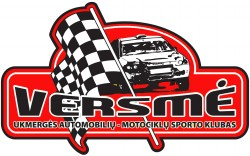 VERSMĖ
UKMERGĖS AUTOMOBILIŲ - MOTOCIKLŲ SPORTO KLUBAS